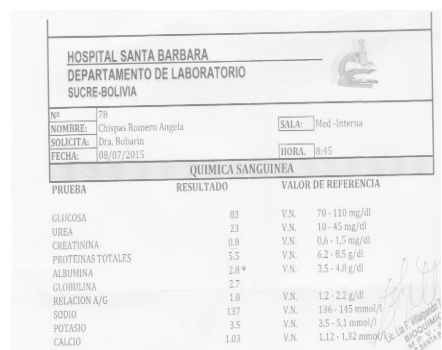 HOSPITAL SANTA BARBARA
DEPARTAMENTO DE LABORATORIO
SUCRE-BOLIVIA
Nº 78
NOMBRE: Chispas Romero Angela SALA: Med -Interna
SOLICITA: Dra. Bobarin
FECHA: 08/07/2015 HORA. 8:45
QUIMICA SANGUINEA
PRUEBA RESULTADO VALOR DE REFERENCIA
GLUCOSA 83 V.N. 70 - 110 mg/dl
UREA 23 V.N. 10 - 45 mg/dl
CREATININA 0.8 V.N. 0,6 - 1,5 mg/dl
PROTEINAS TOTALES 5.5 V.N. 6,2 - 8,5 g/dl
ALBUMINA 2.8 * V.N. 3,5 - 4,8 g/dl
GLOBULINA 2.7
RELACION A/G 1.0 V.N. 1,2 - 2,2 g/dl
SODIO 137 V.N. 136 - 145 mmol/l
POTASIO 3.5 V.N. 3,5 - 5,1 mmol/l
CALCIO 1.03 V.N. 1,12 - 1,32 mmol/l